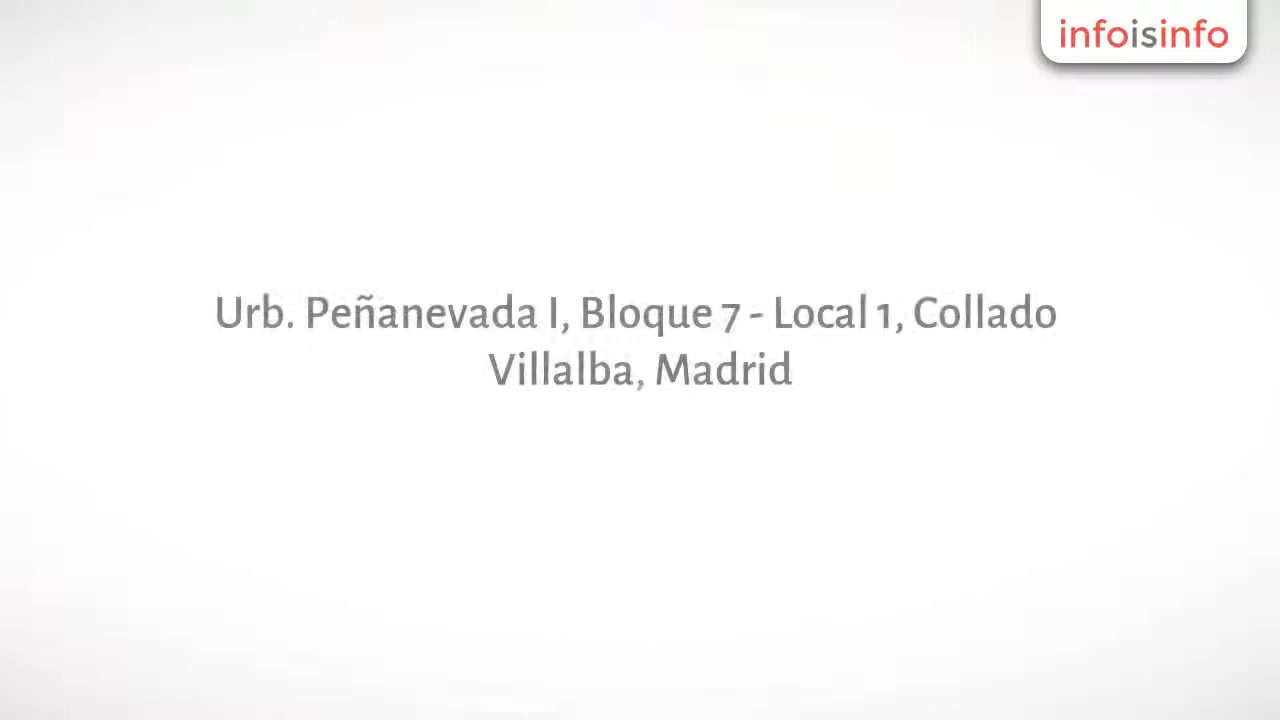 infoisinfo
Urb. Peñanevada I, Bloque 7 - Local 1, Collado
Villalba, Madrid